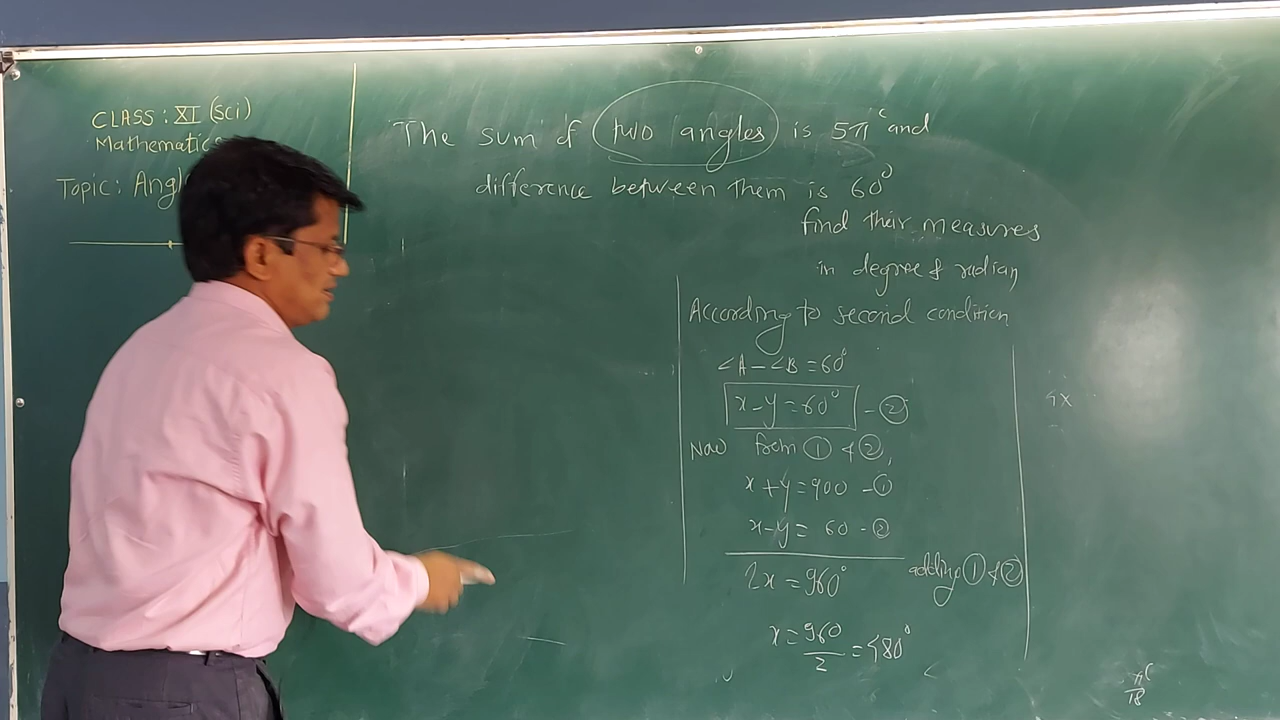 CLASS: XI (Sci)
Mathematics
Topic: Angl
The sum of two angles is 5π^c and
difference between them is 60°
find their measures
in degree & radian
According to second condition
∠A - ∠B = 60°
x - y = 60° - ②
Now from ① & ②,
x + y = 900 - ①
x - y = 60 - ②
2x = 960° adding ① & ②
x = 960/2 = 480°
π^c/18